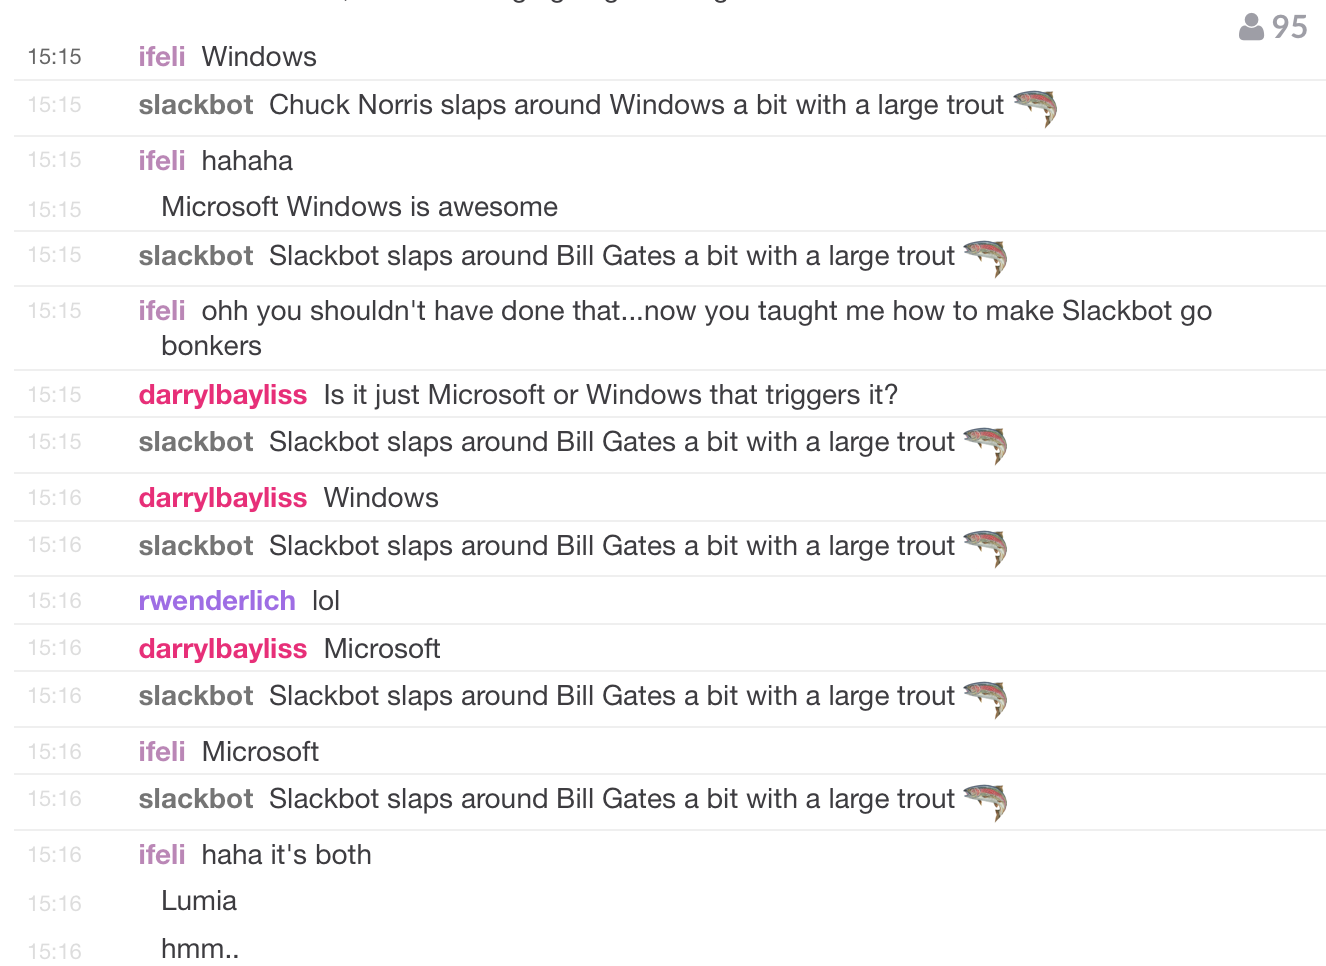 95
15:15 ifeli Windows
15:15 slackbot Chuck Norris slaps around Windows a bit with a large trout
15:15 ifeli hahaha
15:15 Microsoft Windows is awesome
15:15 slackbot Slackbot slaps around Bill Gates a bit with a large trout
15:15 ifeli ohh you shouldn't have done that...now you taught me how to make Slackbot go
bonkers
15:15 darrylbayliss Is it just Microsoft or Windows that triggers it?
15:15 slackbot Slackbot slaps around Bill Gates a bit with a large trout
15:16 darrylbayliss Windows
15:16 slackbot Slackbot slaps around Bill Gates a bit with a large trout
15:16 rwenderlich lol
15:16 darrylbayliss Microsoft
15:16 slackbot Slackbot slaps around Bill Gates a bit with a large trout
15:16 ifeli Microsoft
15:16 slackbot Slackbot slaps around Bill Gates a bit with a large trout
15:16 ifeli haha it's both
15:16 Lumia
15:16 hmm..